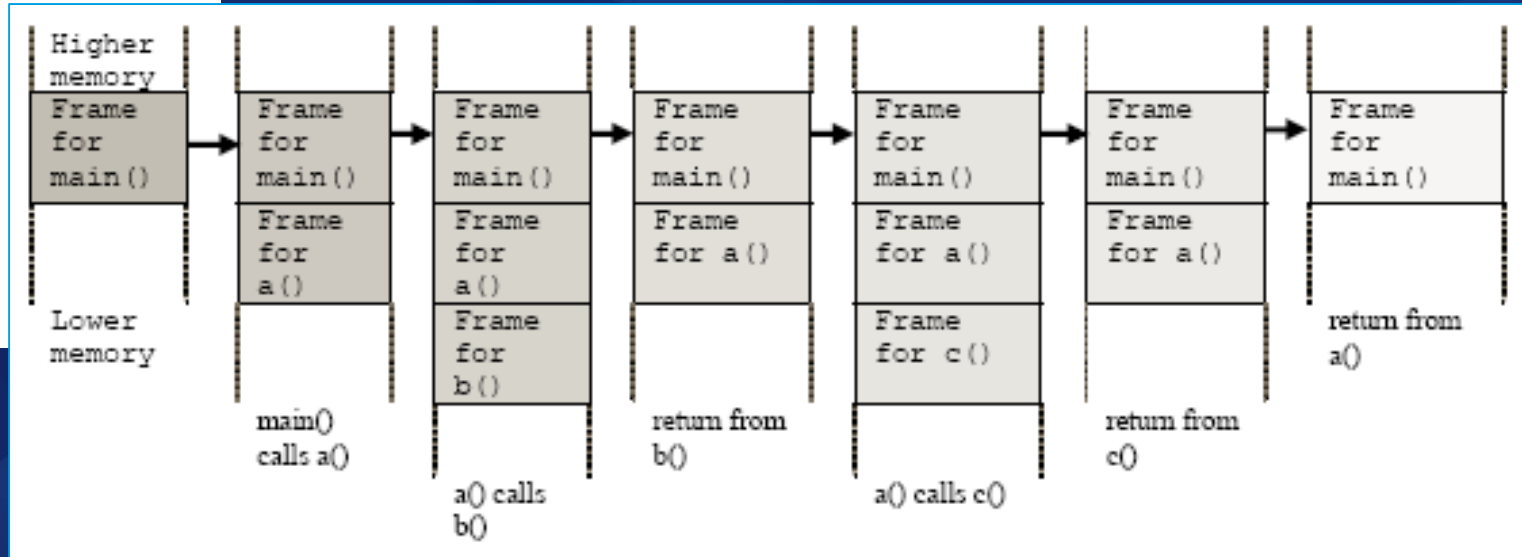 Higher
memory
Frame
for
main()
Lower
memory
Frame
for
main()
Frame
for
a()
main()
calls a()
Frame
for
main()
Frame
for
a()
Frame
for
b()
a() calls
b()
Frame
for
main()
Frame
for a()
return from
b()
Frame
for
main()
Frame
for a()
Frame
for c()
a() calls c()
Frame
for
main()
Frame
for a()
return from
c()
Frame
for
main()
return from
a()